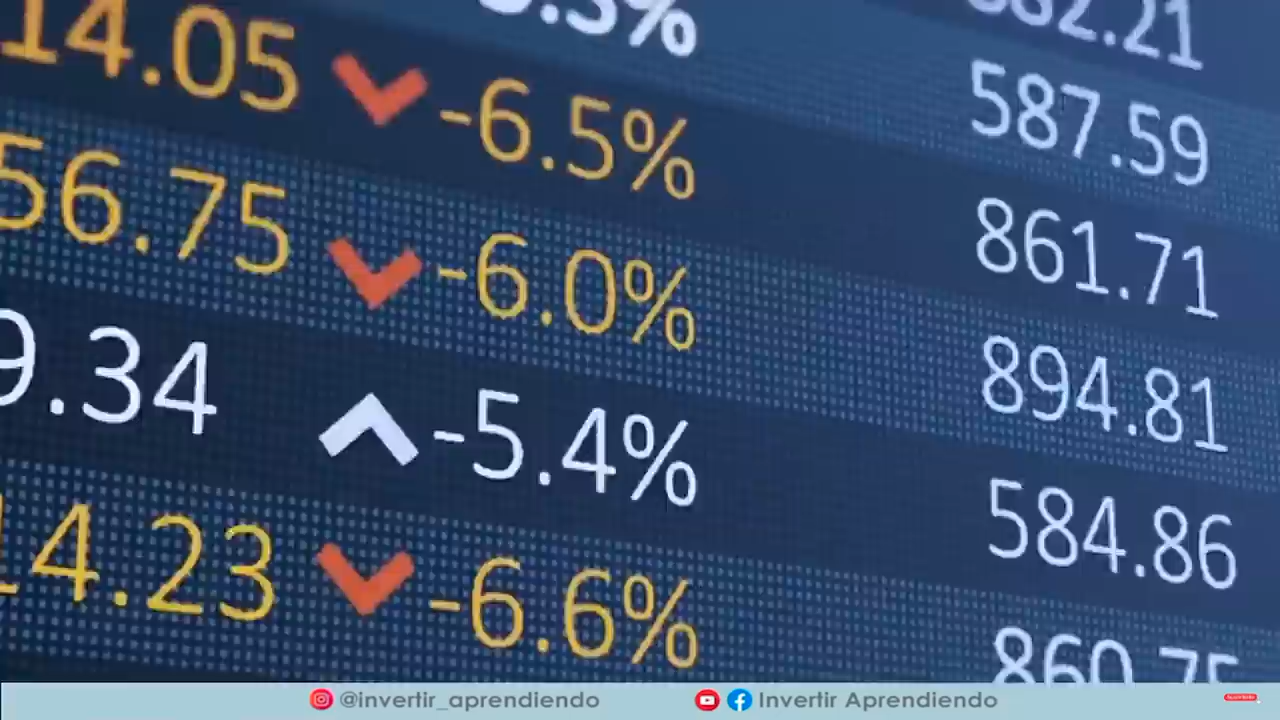 14.05 -6.5% 587.59
56.75 -6.0% 861.71
9.34 -5.4% 894.81
14.23 -6.6% 584.86
@invertir_aprendiendo Invertir Aprendiendo